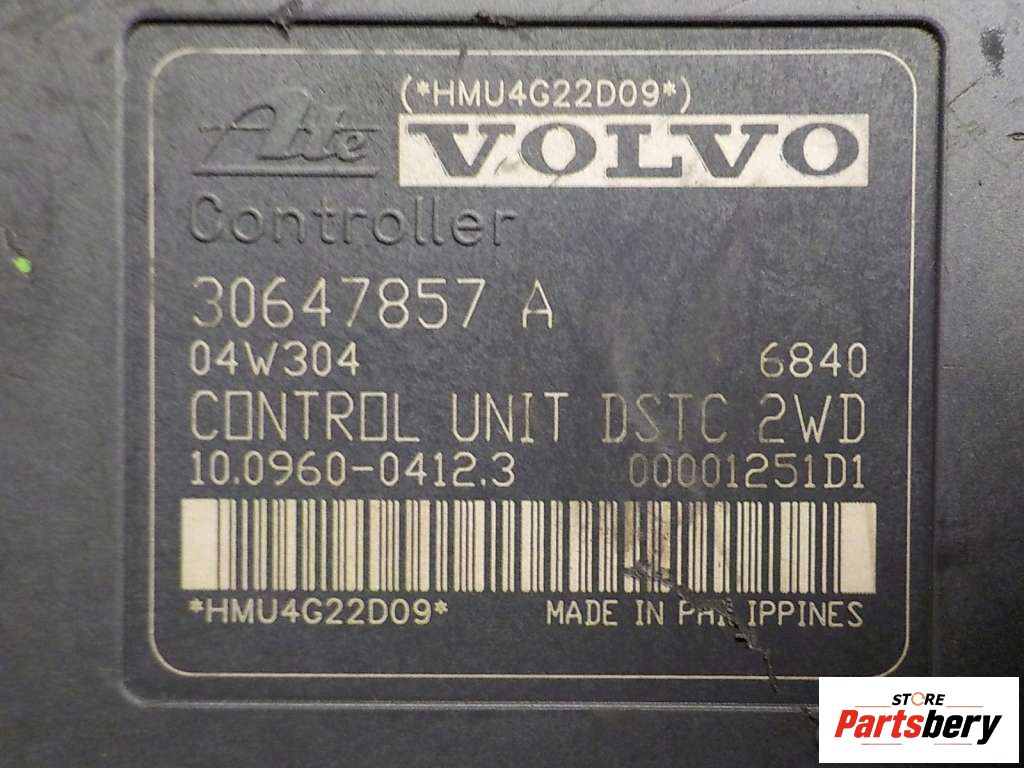 (*HMU4G22D09*)
Ate VOLVO
Controller
30647857 A
04W304 6840
CONTROL UNIT DSTC 2WD
10.0960-0412.3 00001251D1
*HMU4G22D09* MADE IN PHILIPPINES
STORE
Partsbery